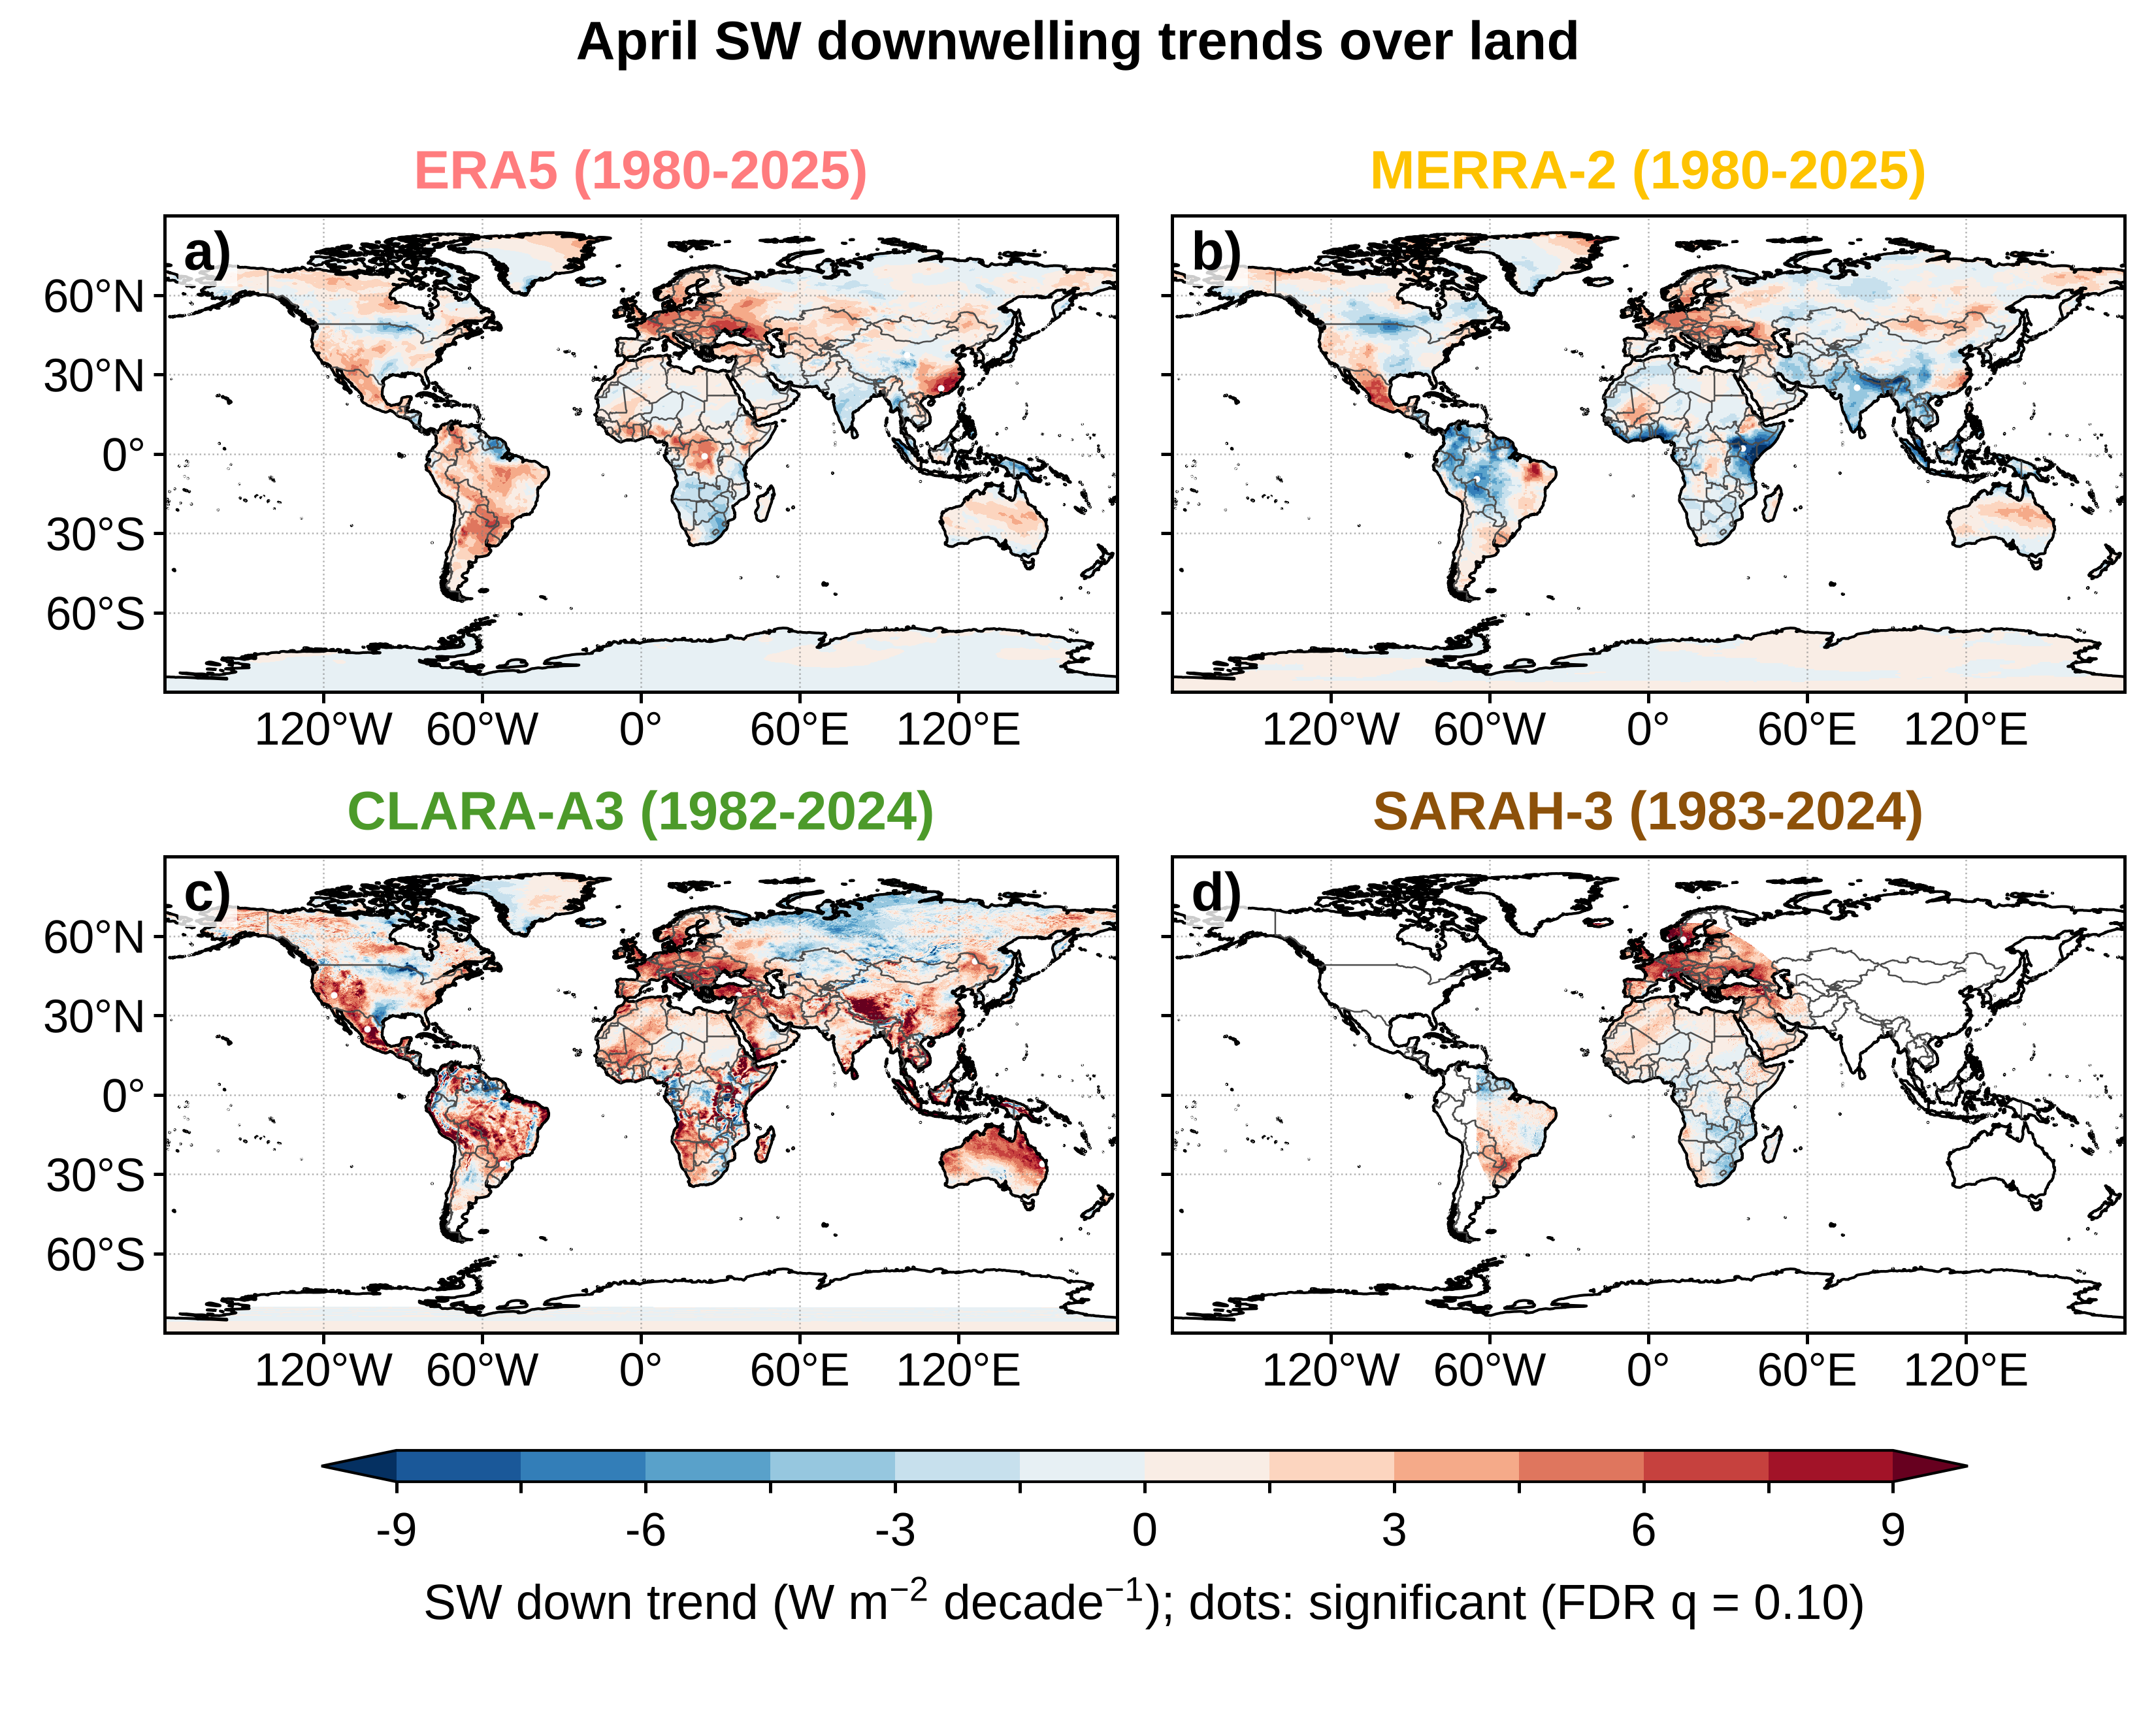 April SW downwelling trends over land
ERA5 (1980-2025)
MERRA-2 (1980-2025)
a)
b)
60°N
30°N
0°
30°S
60°S
120°W 60°W 0° 60°E 120°E
120°W 60°W 0° 60°E 120°E
CLARA-A3 (1982-2024)
SARAH-3 (1983-2024)
c)
d)
60°N
30°N
0°
30°S
60°S
120°W 60°W 0° 60°E 120°E
120°W 60°W 0° 60°E 120°E
-9 -6 -3 0 3 6 9
SW down trend (W m⁻² decade⁻¹); dots: significant (FDR q = 0.10)